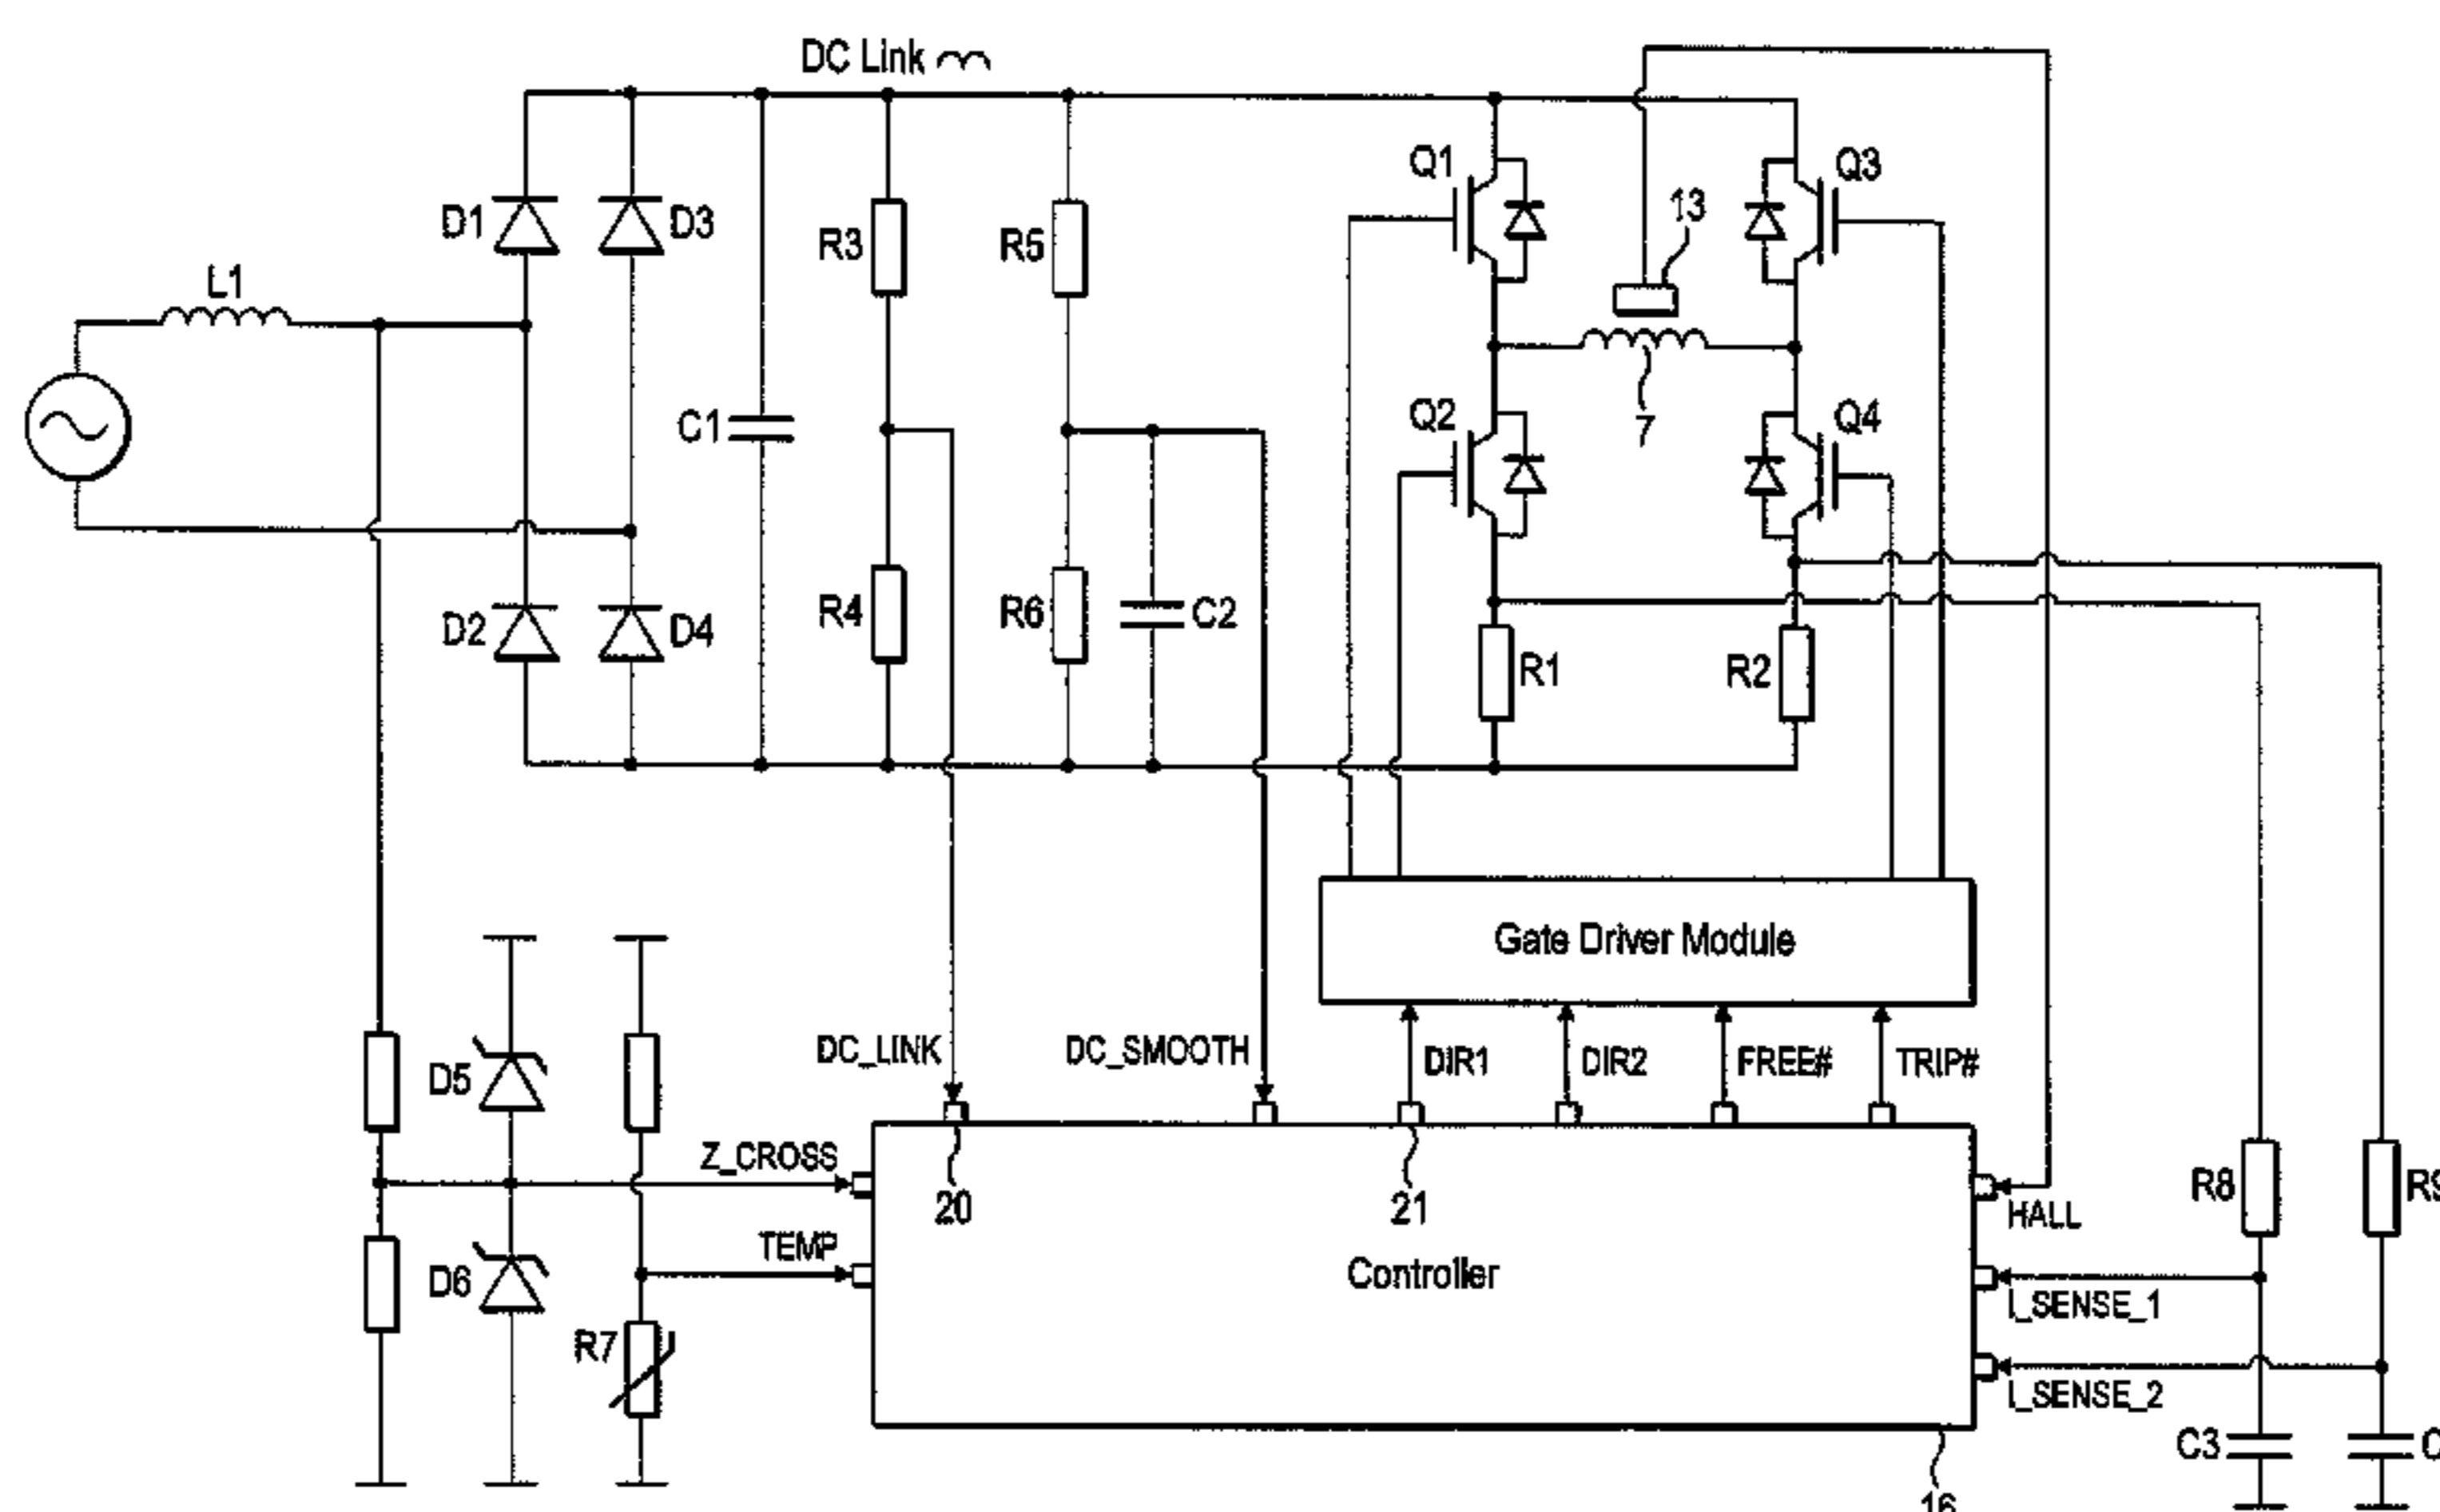 DC Link
Q1
Q3
13
D1
D3
R3
R5
L1
C1
Q2
Q4
7
D2
D4
R4
R6
C2
R1
R2
Gate Driver Module
DC_LINK
DC_SMOOTH
DIR1
DIR2
FREE#
TRIP#
D5
Z_CROSS
20
21
R8
R9
HALL
TEMP
Controller
D6
I_SENSE_1
R7
I_SENSE_2
C3
16